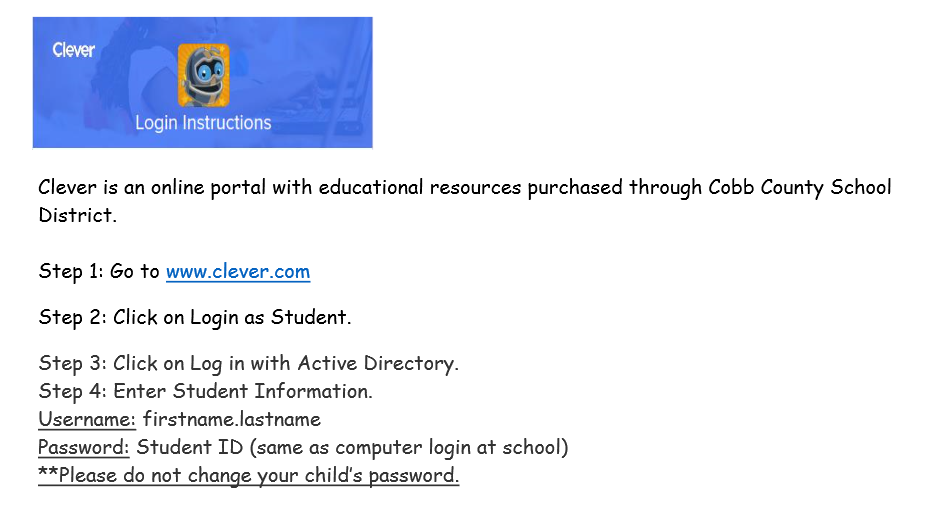 Clever
Login Instructions
Clever is an online portal with educational resources purchased through Cobb County School
District.
Step 1: Go to www.clever.com
Step 2: Click on Login as Student.
Step 3: Click on Log in with Active Directory.
Step 4: Enter Student Information.
Username: firstname.lastname
Password: Student ID (same as computer login at school)
**Please do not change your child's password.